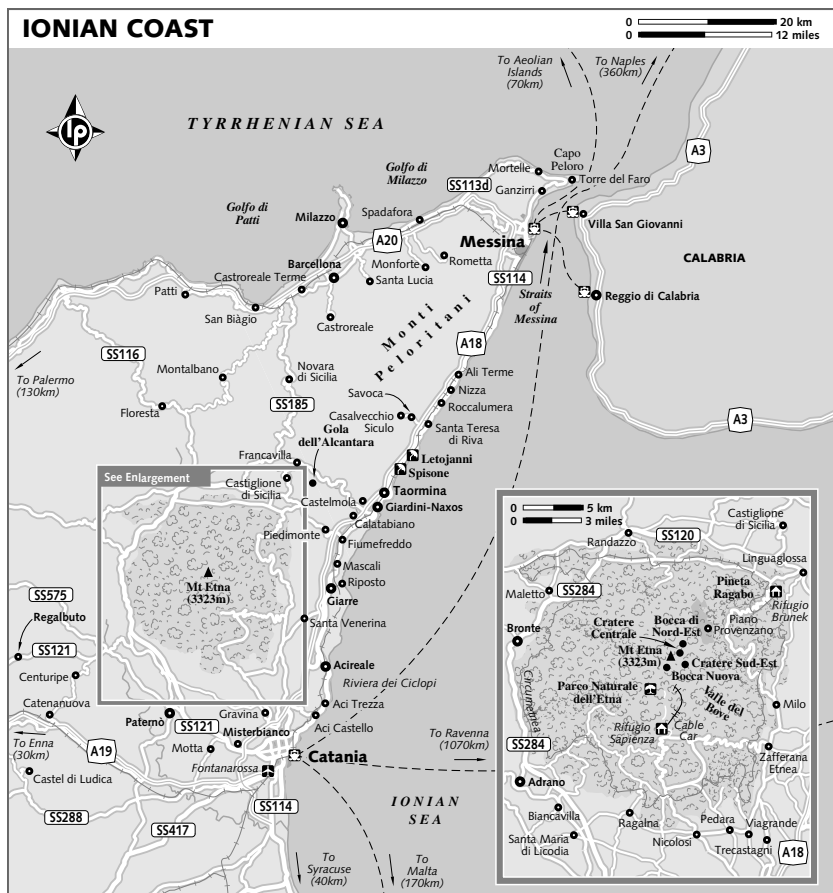 IONIAN COAST
0 20 km
0 12 miles
To Aeolian
Islands
(70km)
To Naples
(360km)
lp
TYRRHENIAN SEA
A3
Capo
Peloro
Mortelle
Torre del Faro
Golfo di
Milazzo
SS113d
Ganzirri
Golfo di
Patti
Milazzo
Spadafora
Villa San Giovanni
A20
Messina
CALABRIA
Barcellona
Monforte
Rometta
Castroreale Terme
Santa Lucia
SS114
Patti
Reggio di Calabria
San Biàgio
Castroreale
Straits
of
Messina
Monti
Peloritani
A18
SS116
Montalbano
Novara
di Sicilia
To Palermo
(130km)
Ali Terme
Nizza
Savoca
Roccalumera
Floresta
SS185
Casalvecchio
Siculo
Santa Teresa
di Riva
A3
Gola
dell'Alcantara
Francavilla
Letojanni
Spisone
See Enlargement
Castiglione
di Sicilia
Taormina
Castelmola
Giardini-Naxos
Calatabiano
Piedimonte
Fiumefreddo
Mascali
Mt Etna
(3323m)
Riposto
Giarre
SS575
Regalbuto
Santa Venerina
SS121
Acireale
Centuripe
Riviera dei Ciclopi
Catenanuova
Aci Trezza
Paternò
Gravina
SS121
Aci Castello
Misterbianco
To Enna
(30km)
A19
Motta
To Ravenna
(1070km)
Catania
Castel di Ludica
Fontanarossa
SS288
SS114
IONIAN
SEA
SS417
To
Syracuse
(40km)
To
Malta
(170km)
0 5 km
0 3 miles
Castiglione
di Sicilia
SS120
Randazzo
Linguaglossa
Pineta
Ragabo
Maletto
SS284
Rifugio
Brunek
Cratere
Centrale
Bocca di
Nord-Est
Piano
Provenzano
Bronte
Mt Etna
(3323m)
Cratere Sud-Est
Bocca Nuova
Circumetnea
Parco Naturale
dell'Etna
Valle del
Bove
Milo
Rifugio
Sapienza
Cable
Car
SS284
Zafferana
Etnea
Adrano
Biancavilla
Ragalna
Pedara
Viagrande
Santa Maria
di Licodia
Nicolosi
Trecastagni
A18